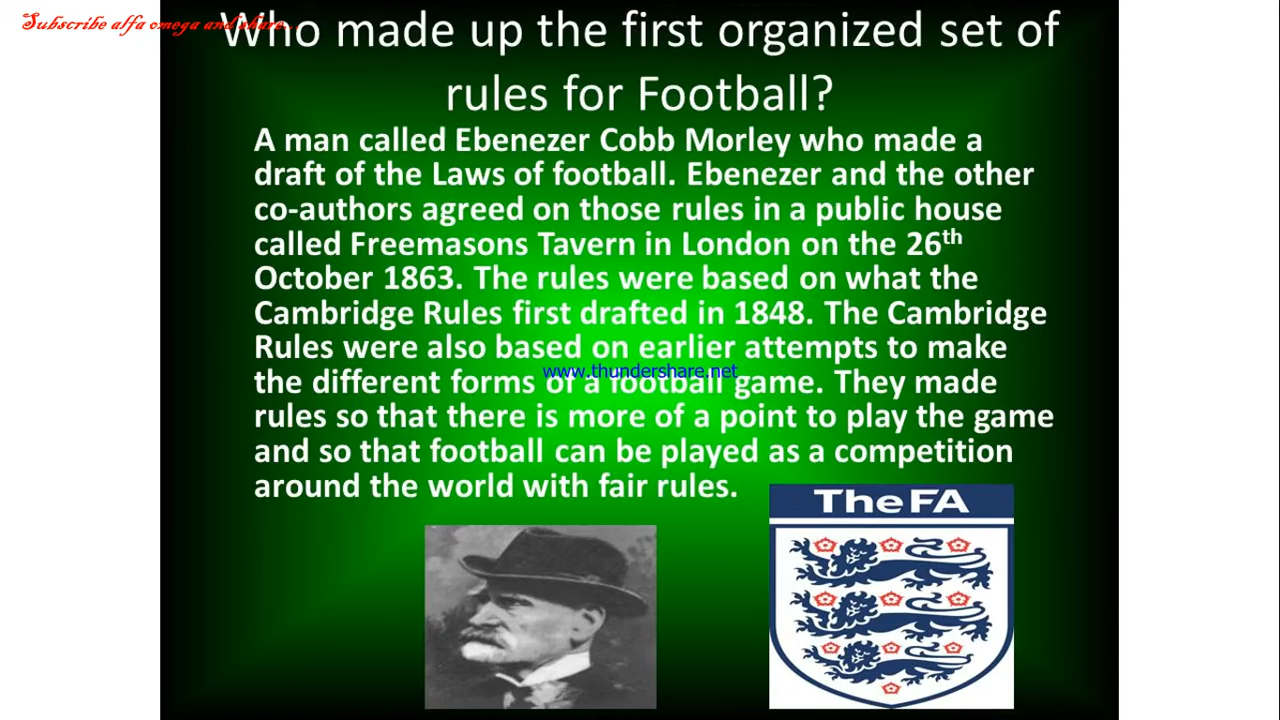 Subscribe alfa omega and share...
Who made up the first organized set of
rules for Football?
A man called Ebenezer Cobb Morley who made a
draft of the Laws of football. Ebenezer and the other
co-authors agreed on those rules in a public house
called Freemasons Tavern in London on the 26th
October 1863. The rules were based on what the
Cambridge Rules first drafted in 1848. The Cambridge
Rules were also based on earlier attempts to make
www.thundershare.net
the different forms of a football game. They made
rules so that there is more of a point to play the game
and so that football can be played as a competition
around the world with fair rules.
The FA